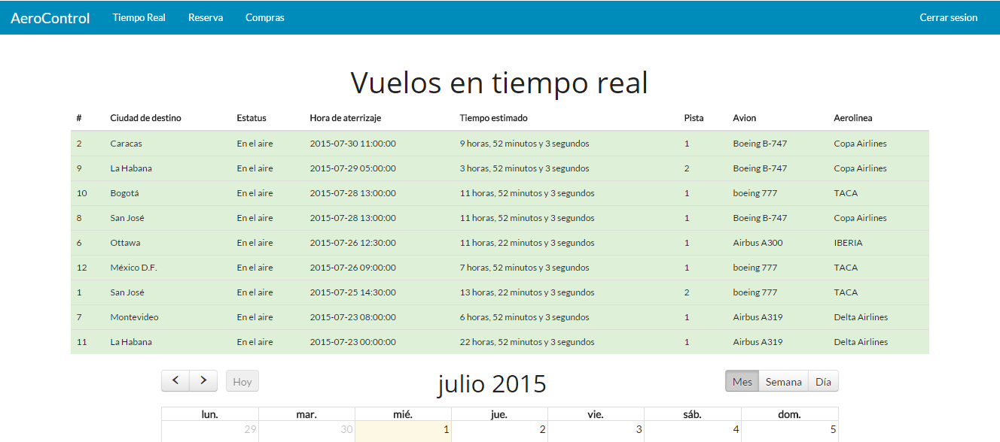 AeroControl Tiempo Real Reserva Compras Cerrar sesion
Vuelos en tiempo real
# Ciudad de destino Estatus Hora de aterrizaje Tiempo estimado Pista Avion Aerolinea
2 Caracas En el aire 2015-07-30 11:00:00 9 horas, 52 minutos y 3 segundos 1 Boeing B-747 Copa Airlines
9 La Habana En el aire 2015-07-29 05:00:00 3 horas, 52 minutos y 3 segundos 2 Boeing B-747 Copa Airlines
10 Bogotá En el aire 2015-07-28 13:00:00 11 horas, 52 minutos y 3 segundos 1 boeing 777 TACA
8 San José En el aire 2015-07-28 13:00:00 11 horas, 52 minutos y 3 segundos 1 Boeing B-747 Copa Airlines
6 Ottawa En el aire 2015-07-26 12:30:00 11 horas, 22 minutos y 3 segundos 1 Airbus A300 IBERIA
12 México D.F. En el aire 2015-07-26 09:00:00 7 horas, 52 minutos y 3 segundos 1 boeing 777 TACA
1 San José En el aire 2015-07-25 14:30:00 13 horas, 22 minutos y 3 segundos 2 boeing 777 TACA
7 Montevideo En el aire 2015-07-23 08:00:00 6 horas, 52 minutos y 3 segundos 1 Airbus A319 Delta Airlines
11 La Habana En el aire 2015-07-23 00:00:00 22 horas, 52 minutos y 3 segundos 1 Airbus A319 Delta Airlines
Hoy julio 2015 Mes Semana Día
lun. mar. mié. jue. vie. sáb. dom.
29 30 1 2 3 4 5